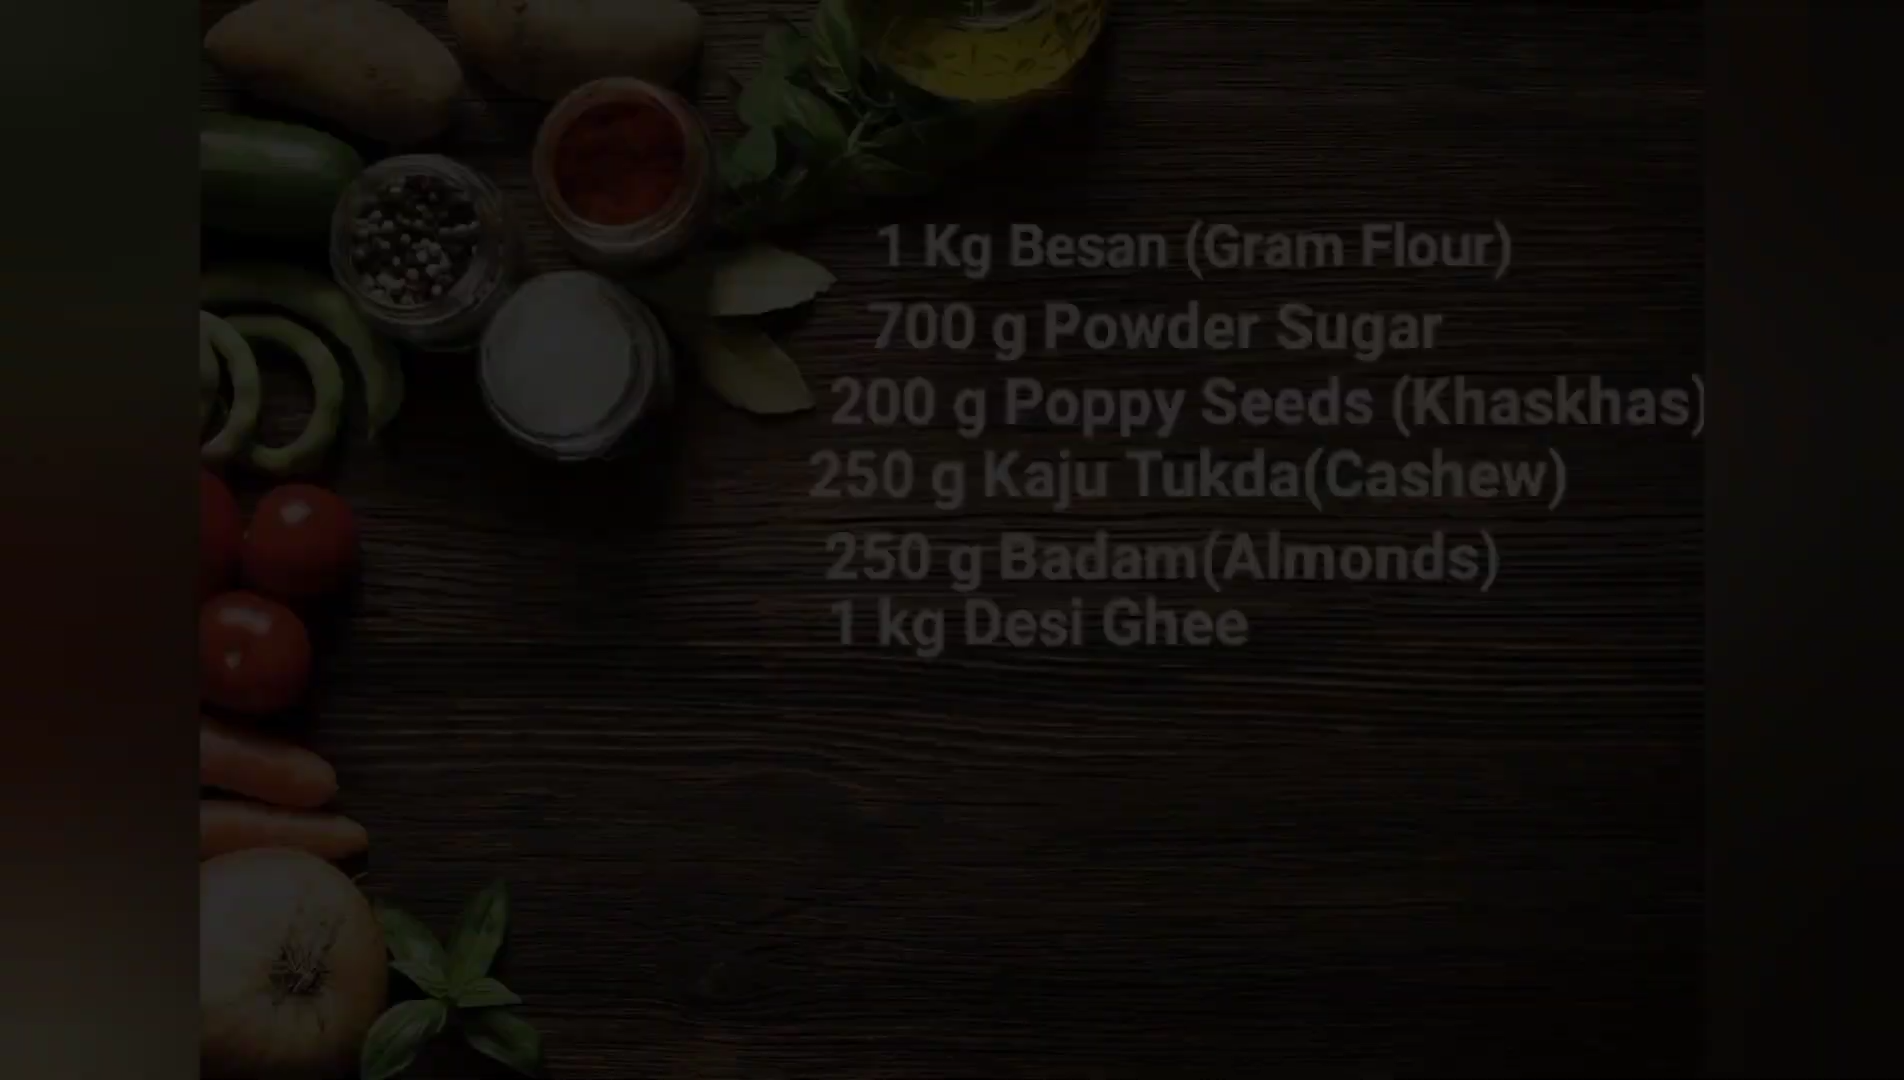 1 Kg Besan (Gram Flour)
700 g Powder Sugar
200 g Poppy Seeds (Khaskhas)
250 g Kaju Tukda(Cashew)
250 g Badam(Almonds)
1 kg Desi Ghee